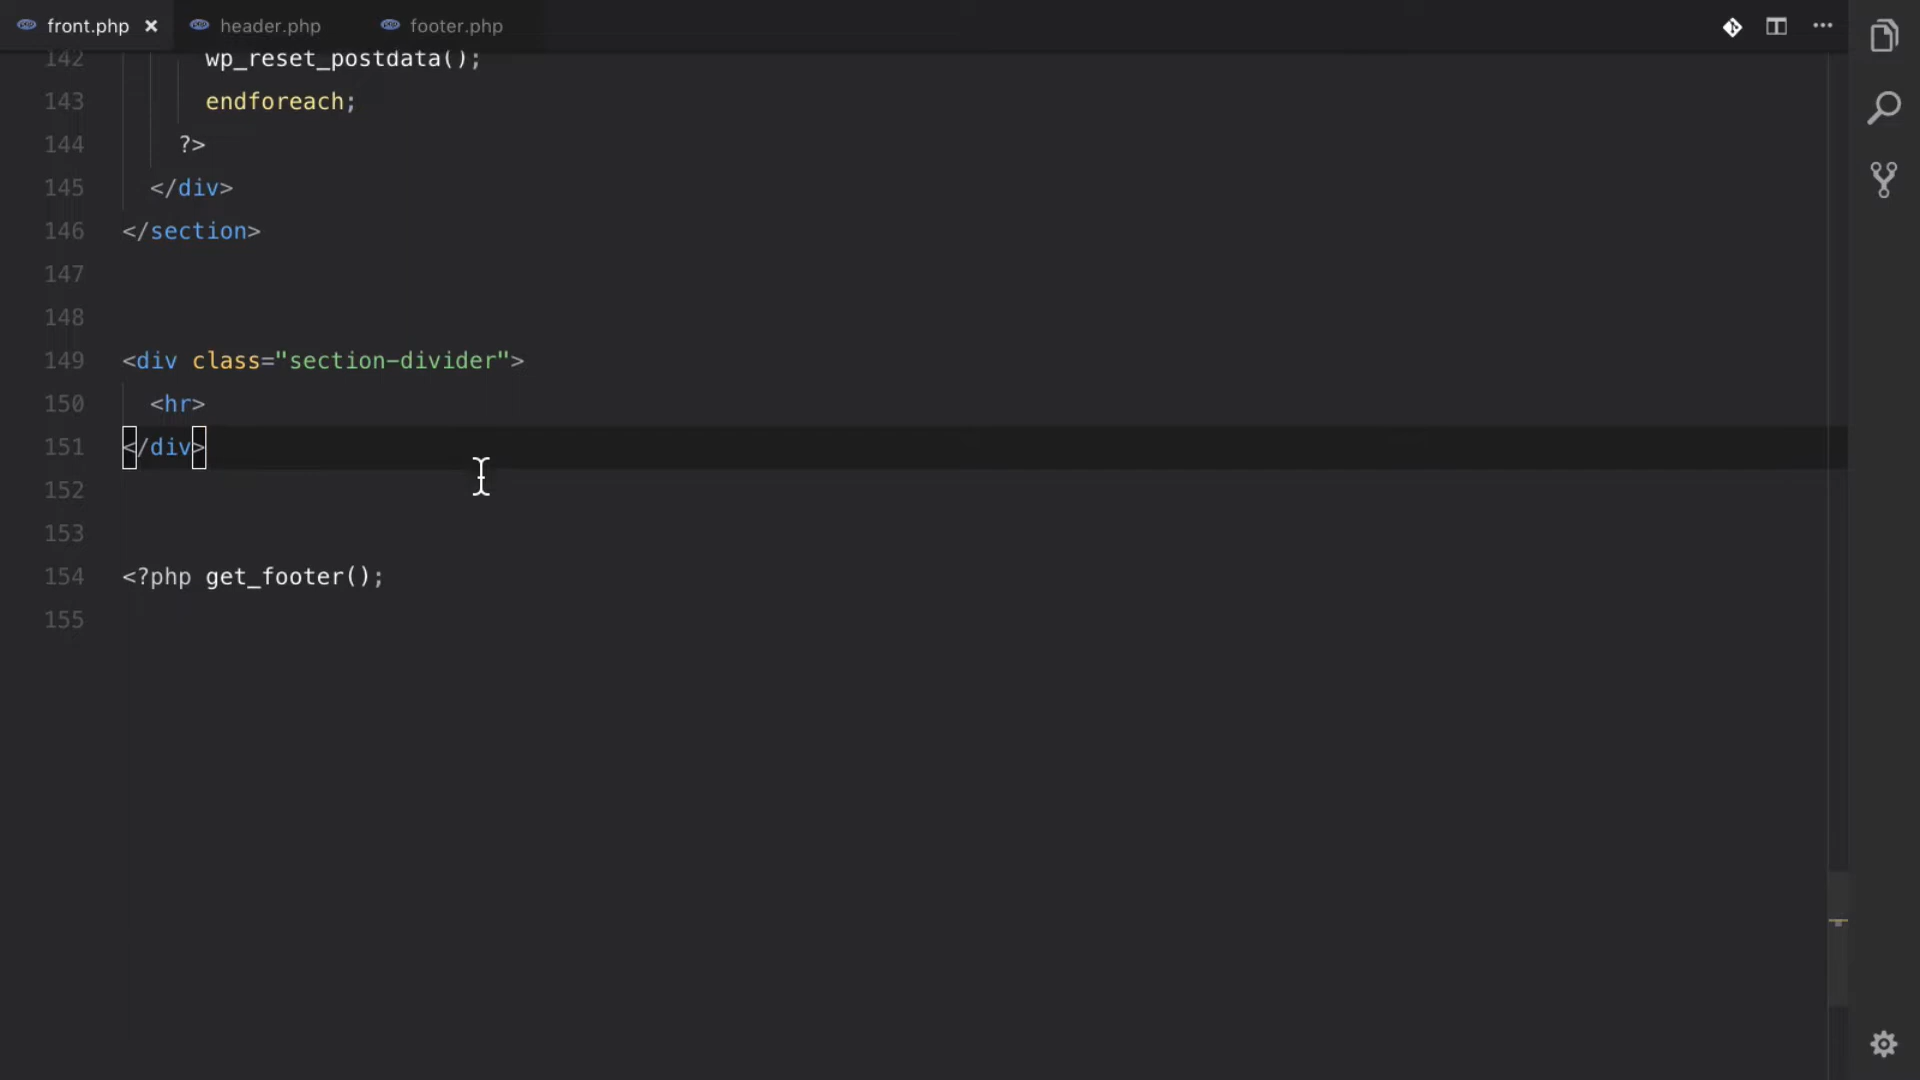 front.php × header.php footer.php
142 wp_reset_postdata();
143 endforeach;
144 ?>
145 </div>
146 </section>
147
148
149 <div class="section-divider">
150 <hr>
151 </div>
152
153
154 <?php get_footer();
155